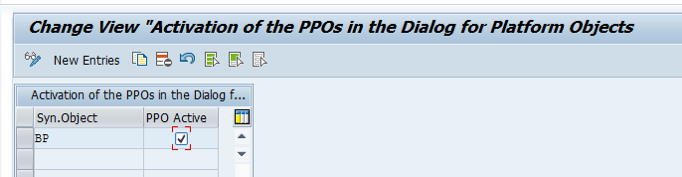 Change View "Activation of the PPOs in the Dialog for Platform Objects
New Entries
Activation of the PPOs in the Dialog f...
Syn.Object PPO Active
BP